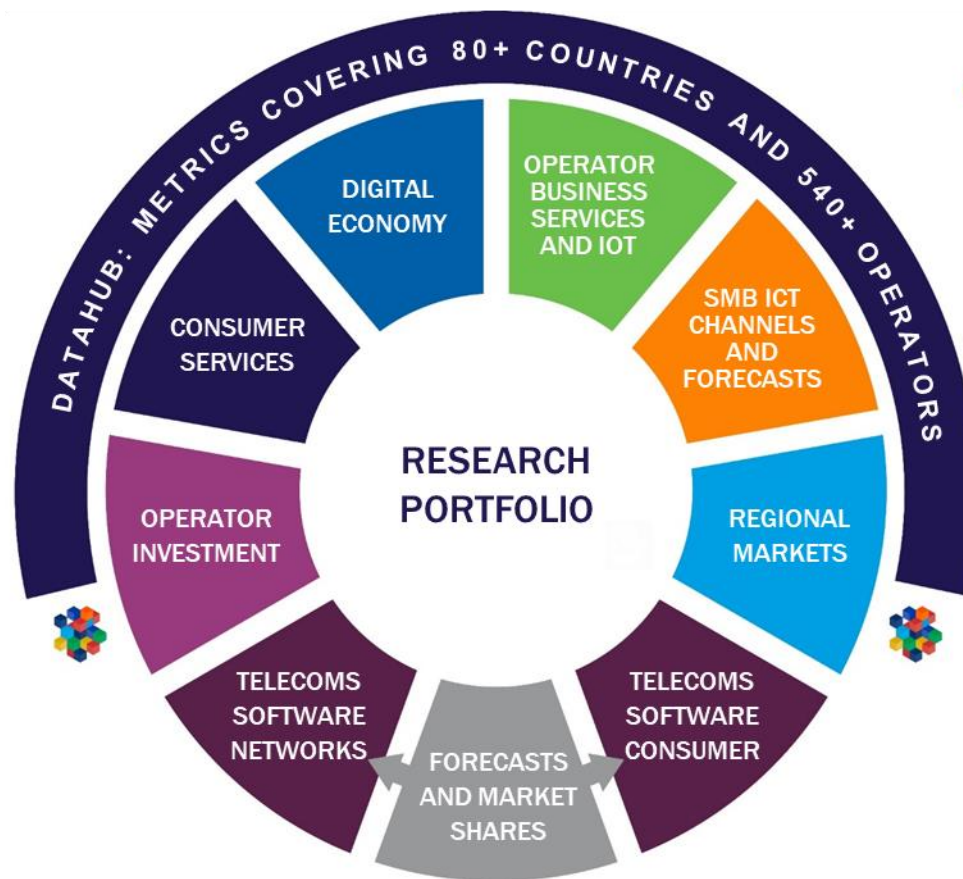 DATAHUB: METRICS COVERING 80+ COUNTRIES AND 540+ OPERATORS
DIGITAL
ECONOMY
OPERATOR
BUSINESS
SERVICES
AND IOT
SMB ICT
CHANNELS
AND
FORECASTS
CONSUMER
SERVICES
RESEARCH
PORTFOLIO
OPERATOR
INVESTMENT
REGIONAL
MARKETS
TELECOMS
SOFTWARE
NETWORKS
FORECASTS
AND MARKET
SHARES
TELECOMS
SOFTWARE
CONSUMER